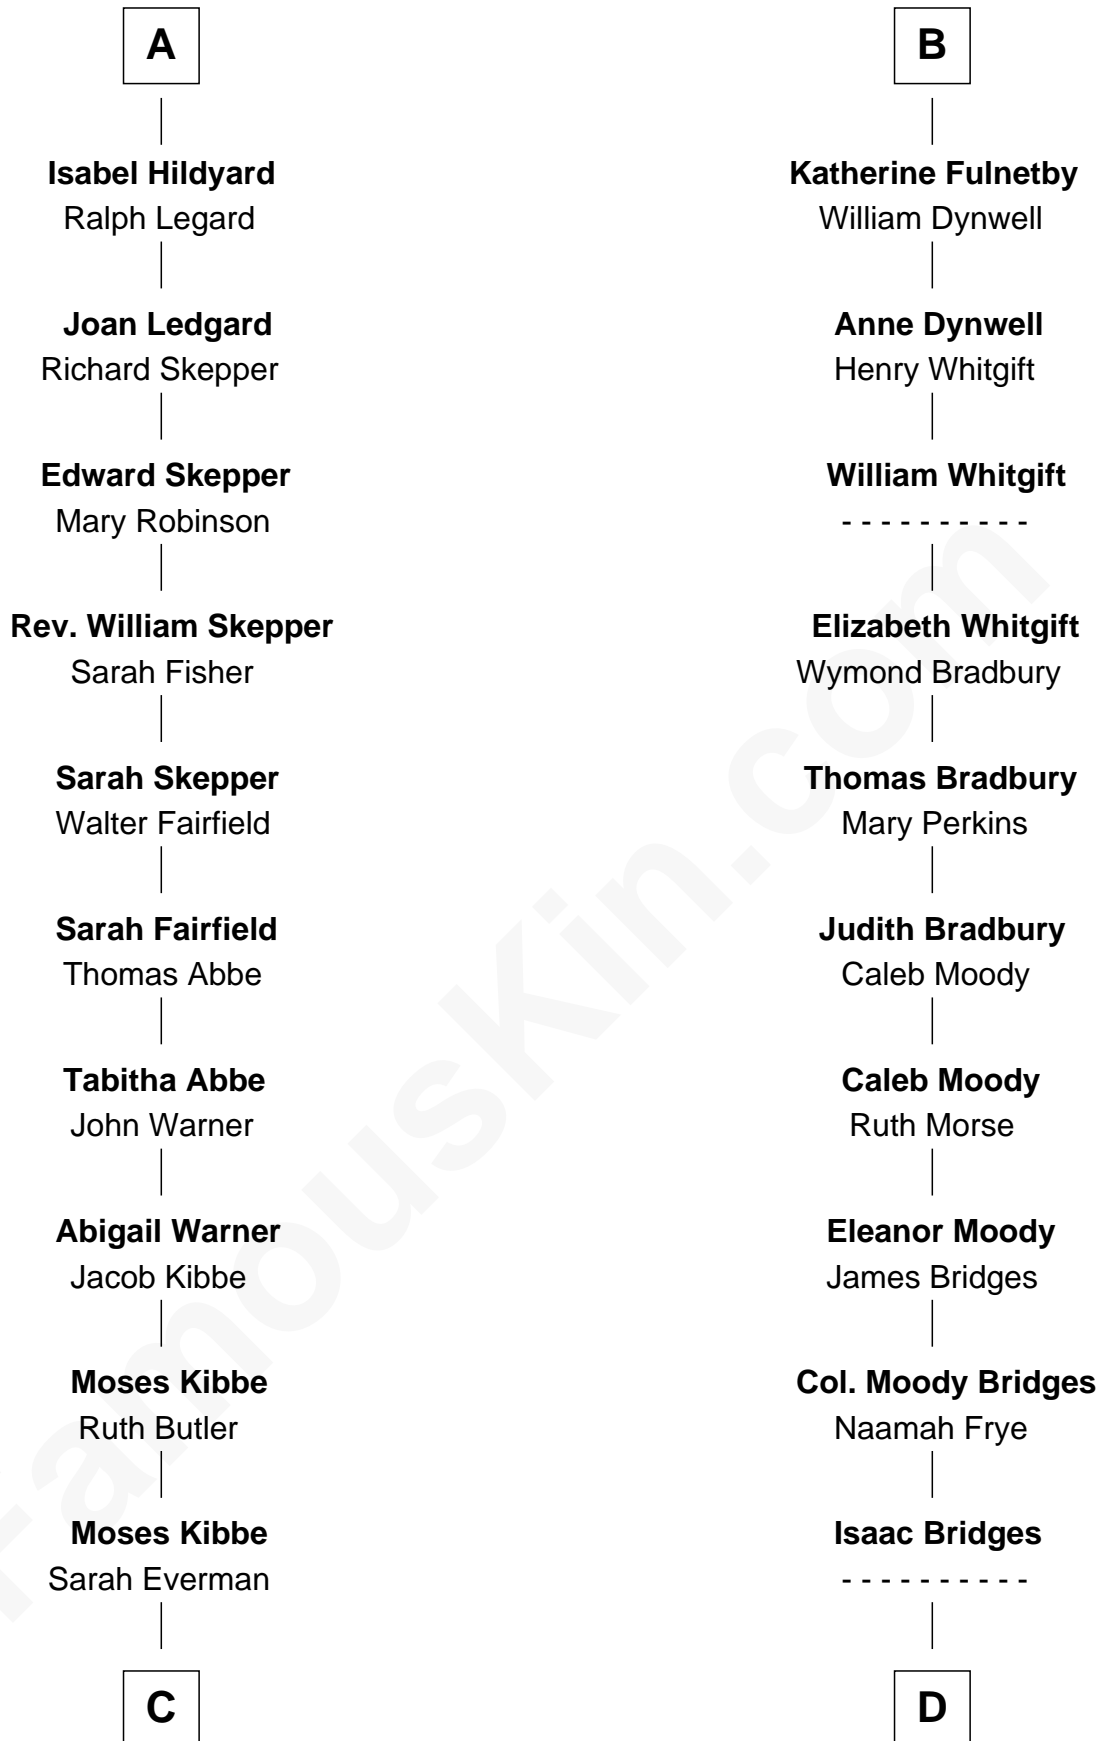 A
Isabel Hildyard
Ralph Legard
Joan Ledgard
Richard Skepper
Edward Skepper
Mary Robinson
Rev. William Skepper
Sarah Fisher
Sarah Skepper
Walter Fairfield
Sarah Fairfield
Thomas Abbe
Tabitha Abbe
John Warner
Abigail Warner
Jacob Kibbe
Moses Kibbe
Ruth Butler
Moses Kibbe
Sarah Everman
C
B
Katherine Fulnetby
William Dynwell
Anne Dynwell
Henry Whitgift
William Whitgift
- - - - - - - - - -
Elizabeth Whitgift
Wymond Bradbury
Thomas Bradbury
Mary Perkins
Judith Bradbury
Caleb Moody
Caleb Moody
Ruth Morse
Eleanor Moody
James Bridges
Col. Moody Bridges
Naamah Frye
Isaac Bridges
- - - - - - - - - -
D
FamousKin.com